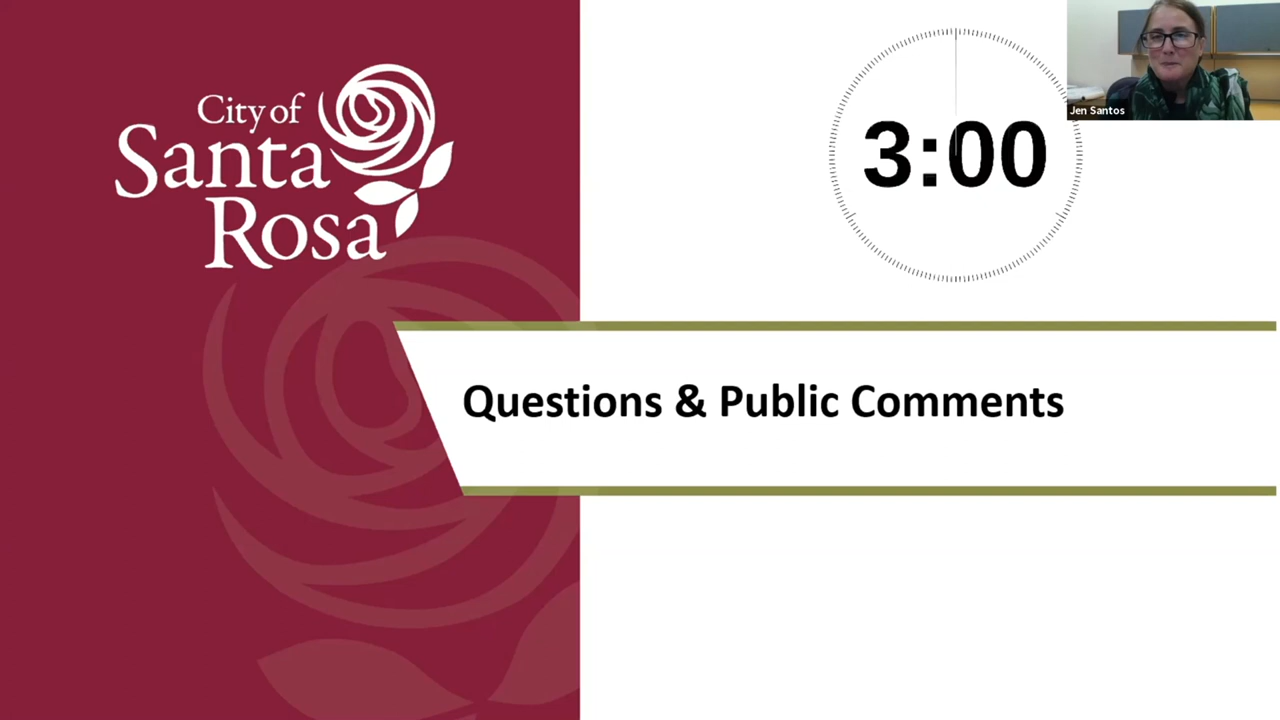 City of
Santa
Rosa
3:00
Jen Santos
Questions & Public Comments